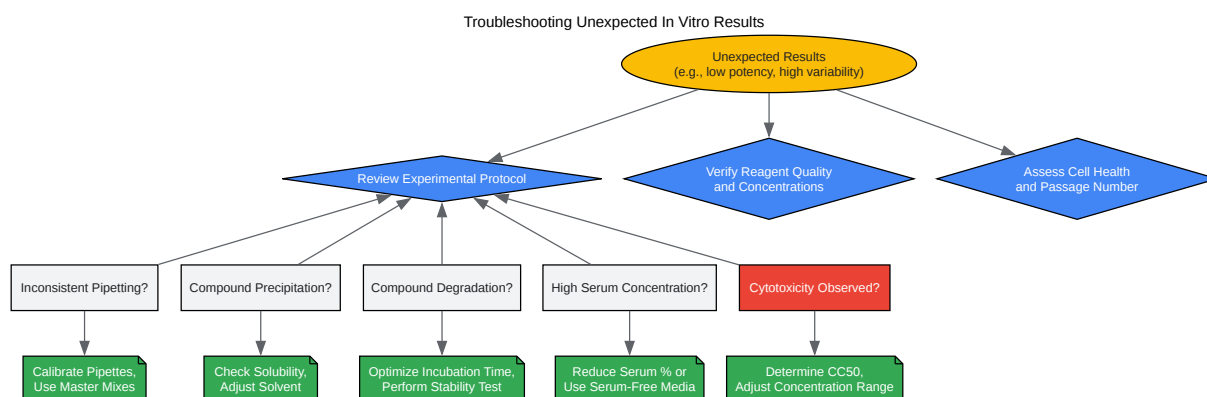 Troubleshooting Unexpected In Vitro Results
Unexpected Results
(e.g., low potency, high variability)
Review Experimental Protocol
Verify Reagent Quality
and Concentrations
Assess Cell Health
and Passage Number
Inconsistent Pipetting?
Compound Precipitation?
Compound Degradation?
High Serum Concentration?
Cytotoxicity Observed?
Calibrate Pipettes,
Use Master Mixes
Check Solubility,
Adjust Solvent
Optimize Incubation Time,
Perform Stability Test
Reduce Serum % or
Use Serum-Free Media
Determine CC50,
Adjust Concentration Range